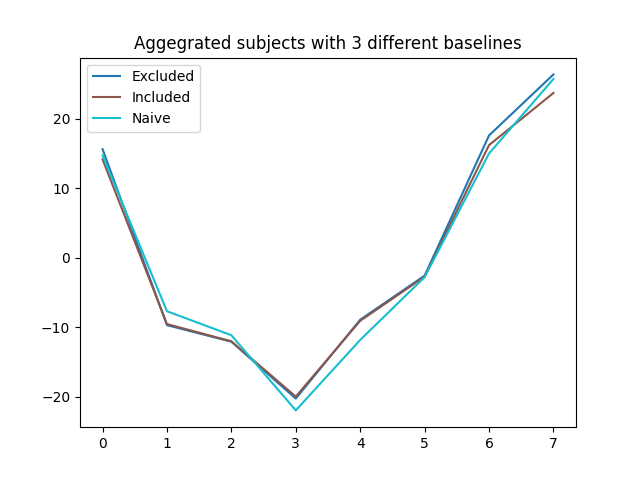 Aggegrated subjects with 3 different baselines
Excluded
Included
Naive
20
10
0
−10
−20
0 1 2 3 4 5 6 7